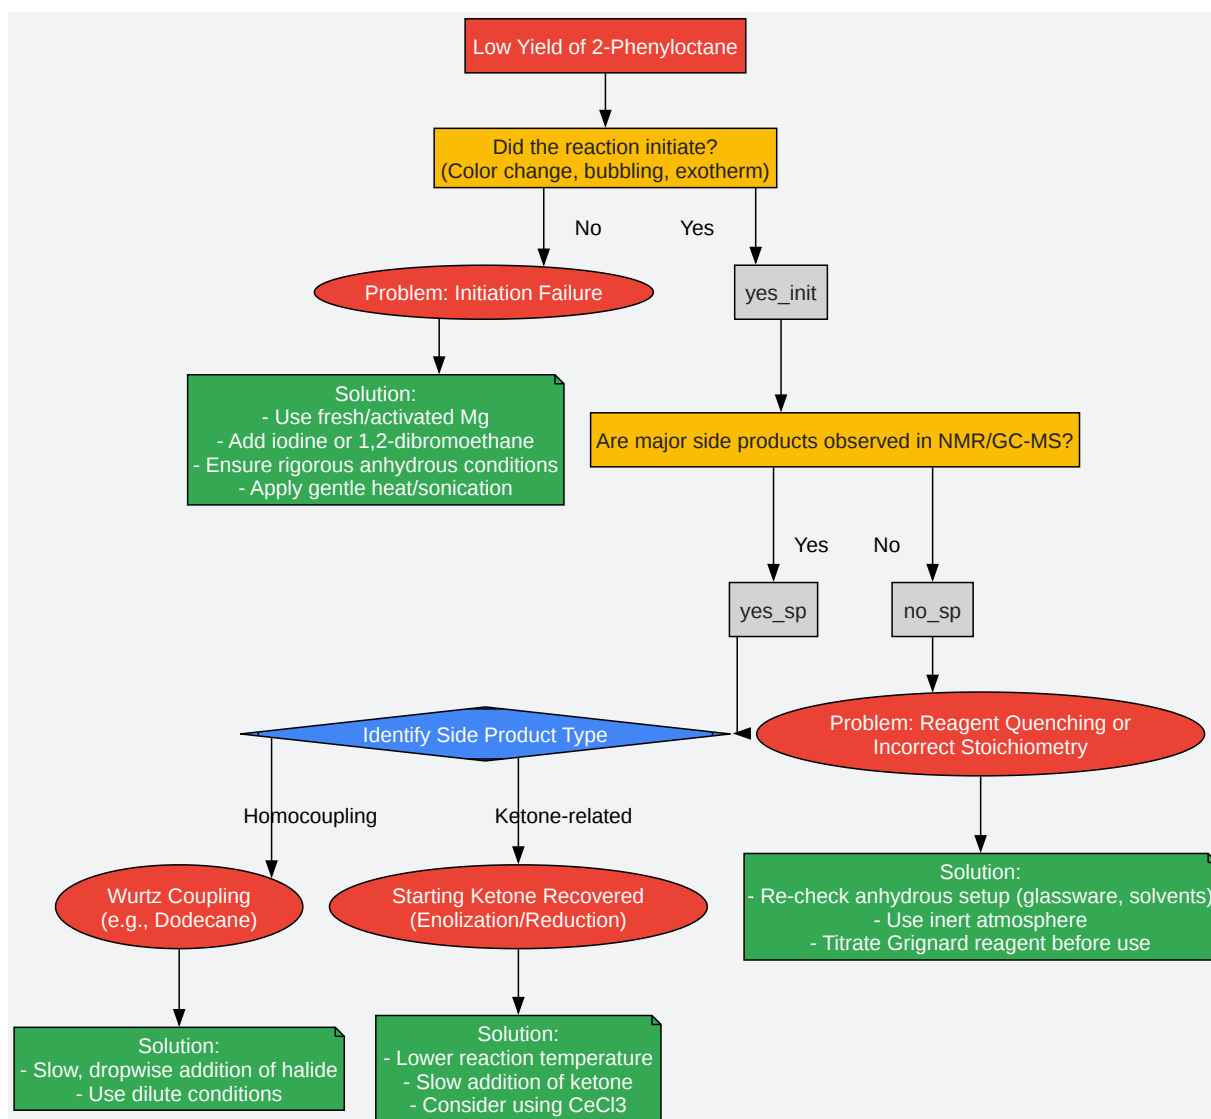 Low Yield of 2-Phenyloctane
Did the reaction initiate?
(Color change, bubbling, exotherm)
No
Yes
Problem: Initiation Failure
yes_init
Solution:
- Use fresh/activated Mg
- Add iodine or 1,2-dibromoethane
- Ensure rigorous anhydrous conditions
- Apply gentle heat/sonication
Are major side products observed in NMR/GC-MS?
Yes
No
yes_sp
no_sp
Identify Side Product Type
Problem: Reagent Quenching or
Incorrect Stoichiometry
Homocoupling
Ketone-related
Wurtz Coupling
(e.g., Dodecane)
Starting Ketone Recovered
(Enolization/Reduction)
Solution:
- Re-check anhydrous setup (glassware, solvents)
- Use inert atmosphere
- Titrate Grignard reagent before use
Solution:
- Slow, dropwise addition of halide
- Use dilute conditions
Solution:
- Lower reaction temperature
- Slow addition of ketone
- Consider using CeCl3